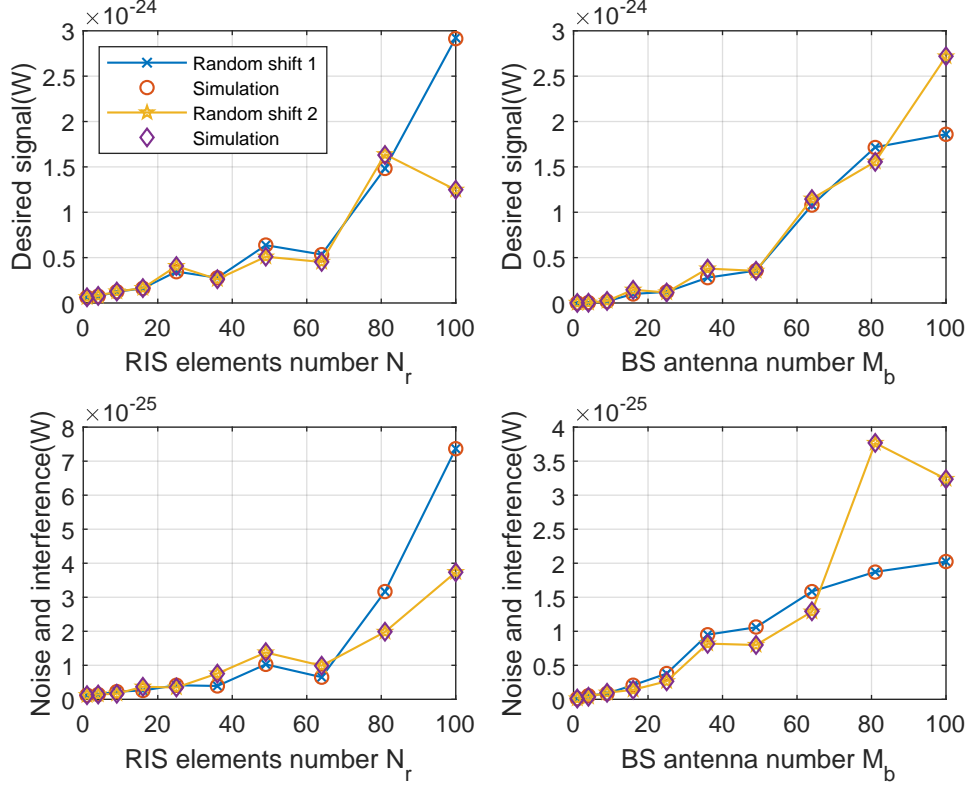 ×10^-24
3
2.5
2
1.5
1
0.5
0
0 20 40 60 80 100
Desired signal(W)
RIS elements number N_r
Random shift 1
Simulation
Random shift 2
Simulation
×10^-24
3
2.5
2
1.5
1
0.5
0
0 20 40 60 80 100
Desired signal(W)
BS antenna number M_b
×10^-25
8
7
6
5
4
3
2
1
0
0 20 40 60 80 100
Noise and interference(W)
RIS elements number N_r
×10^-25
4
3.5
3
2.5
2
1.5
1
0.5
0
0 20 40 60 80 100
Noise and interference(W)
BS antenna number M_b